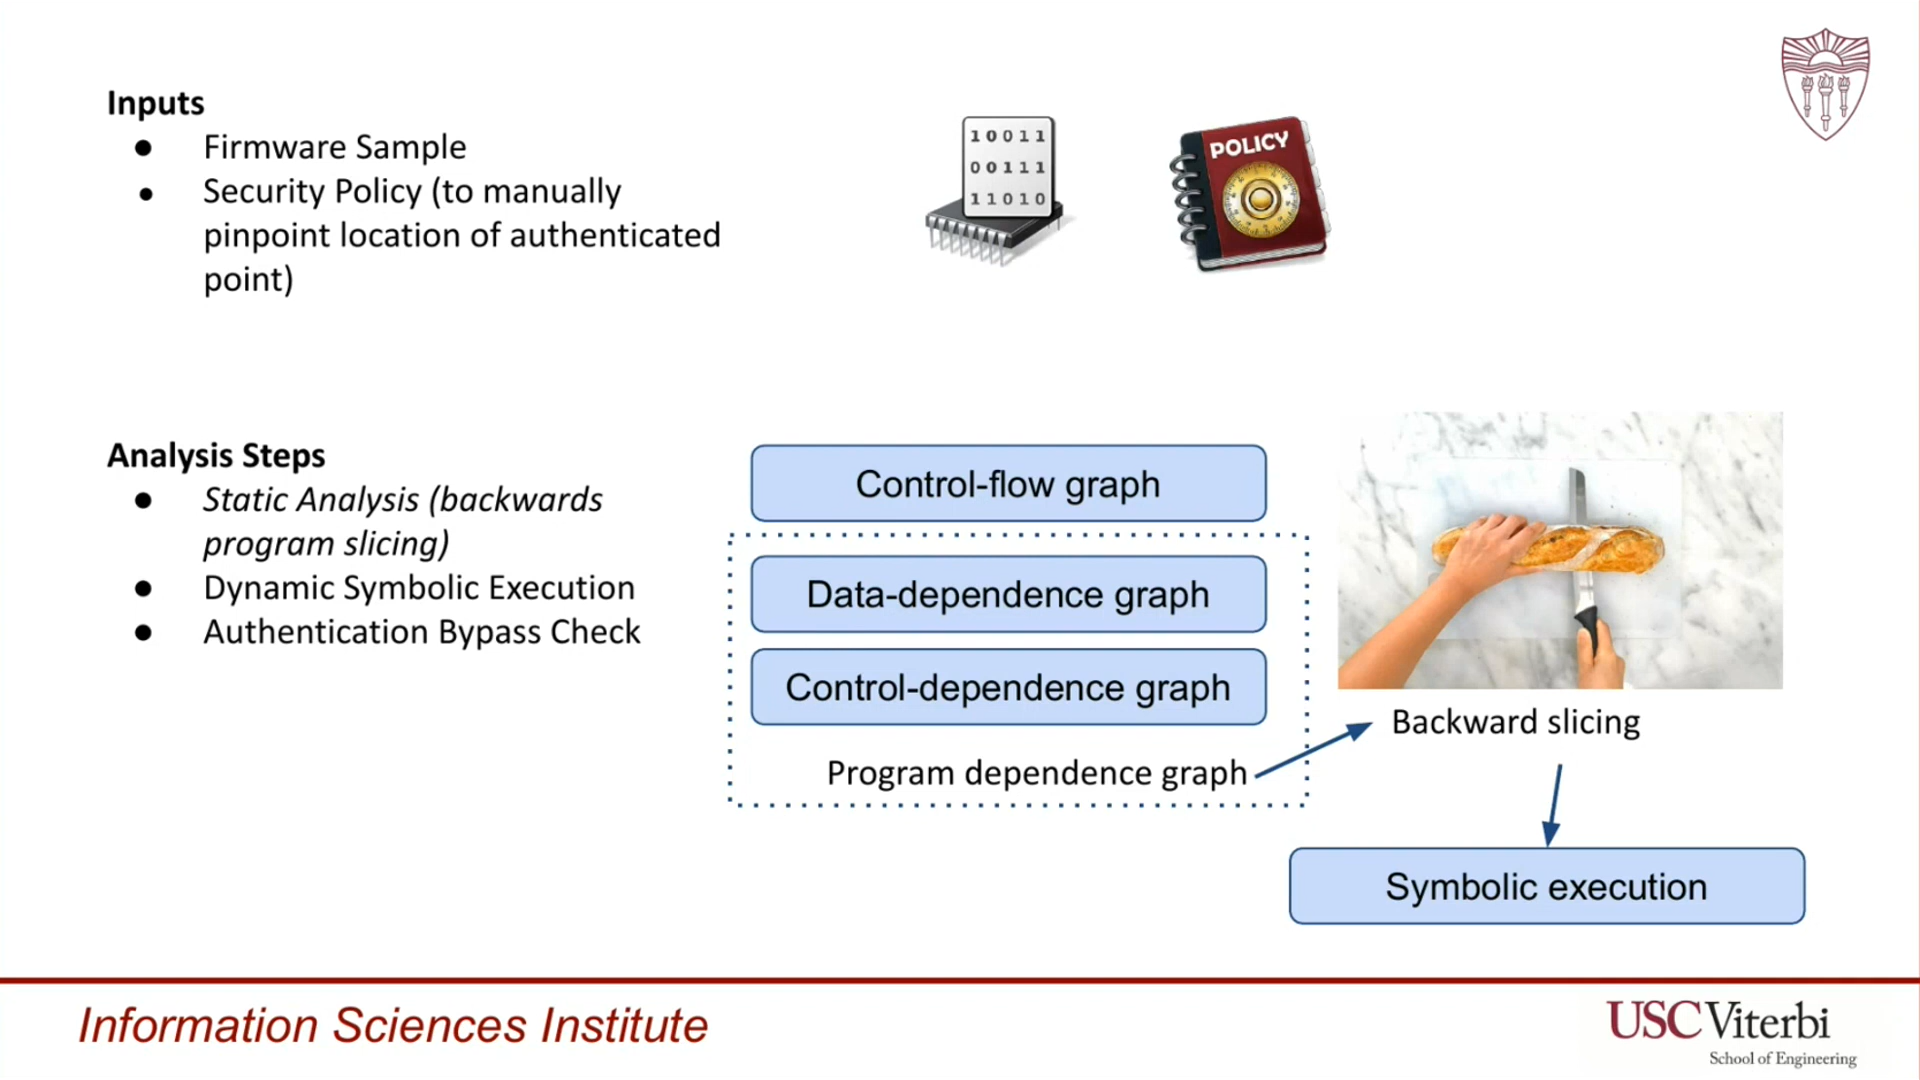 Inputs
● Firmware Sample
● Security Policy (to manually
pinpoint location of authenticated
point)
10011
00111
11010
POLICY
Analysis Steps
● Static Analysis (backwards
program slicing)
● Dynamic Symbolic Execution
● Authentication Bypass Check
Control-flow graph
Data-dependence graph
Control-dependence graph
Program dependence graph
Backward slicing
Symbolic execution
Information Sciences Institute
USC Viterbi
School of Engineering